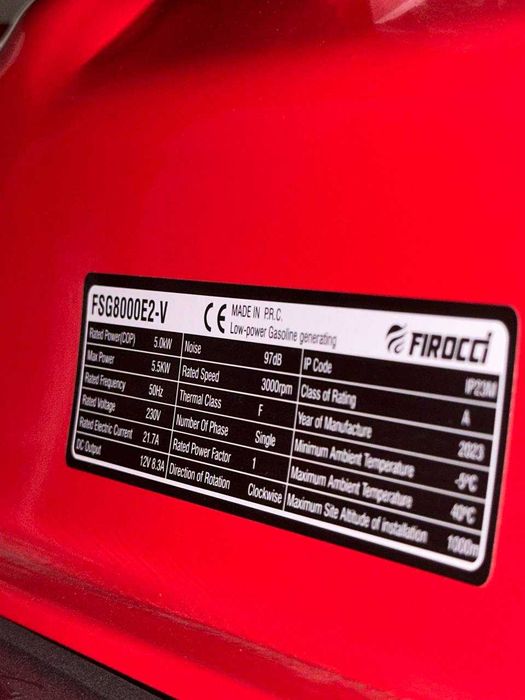 FSG8000E2-V
CE MADE IN P.R.C.
Low-power Gasoline generating
FIROCCI
Rated Power(COP) 5.0kW
Max Power 5.5KW
Rated Frequency 50Hz
Rated Voltage 230V
Rated Electric Current 21.7A
DC Output 12V 8.3A
Noise 97dB
Rated Speed 3000rpm
Thermal Class F
Number Of Phase Single
Rated Power Factor 1
Direction of Rotation Clockwise
IP Code IP23M
Class of Rating A
Year of Manufacture 2023
Minimum Ambient Temperature -5°C
Maximum Ambient Temperature 40°C
Maximum Site Altitude of installation 1000m